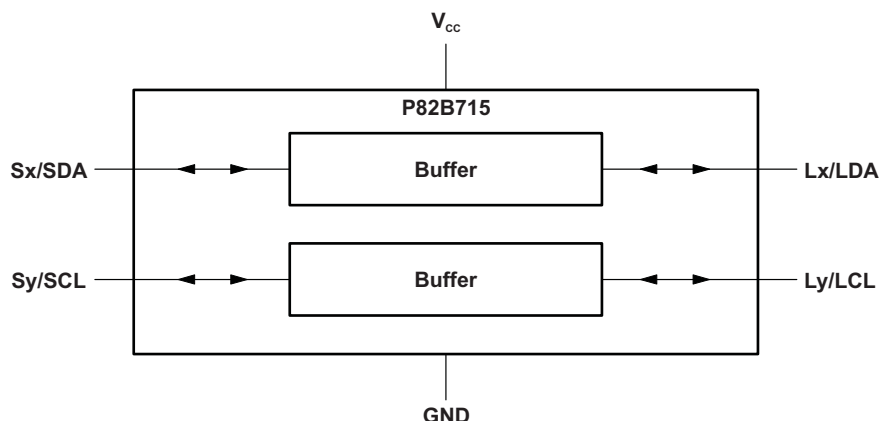 Vcc
P82B715
Sx/SDA
Buffer
Lx/LDA
Sy/SCL
Buffer
Ly/LCL
GND